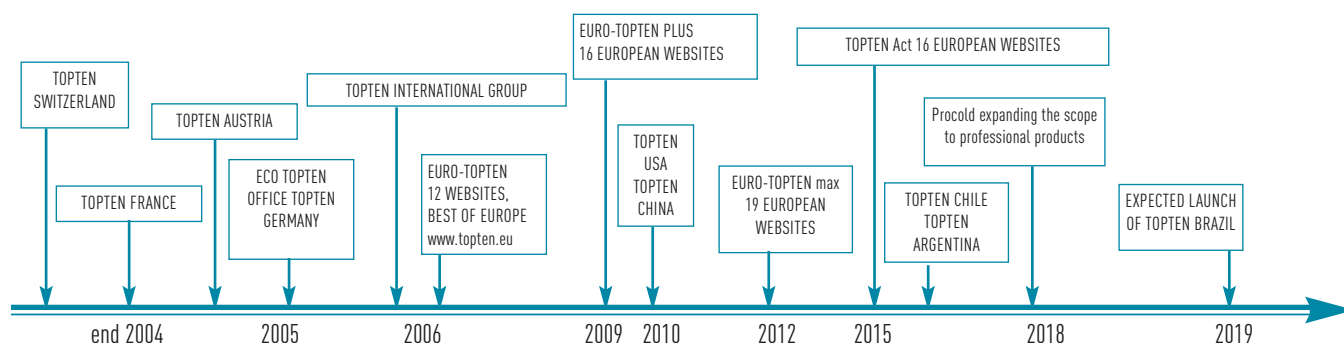 TOPTEN
SWITZERLAND
TOPTEN FRANCE
TOPTEN AUSTRIA
ECO TOPTEN
OFFICE TOPTEN
GERMANY
TOPTEN INTERNATIONAL GROUP
EURO-TOPTEN
12 WEBSITES,
BEST OF EUROPE
www.topten.eu
EURO-TOPTEN PLUS
16 EUROPEAN WEBSITES
TOPTEN
USA
TOPTEN
CHINA
EURO-TOPTEN max
19 EUROPEAN
WEBSITES
TOPTEN Act 16 EUROPEAN WEBSITES
TOPTEN CHILE
TOPTEN
ARGENTINA
Procold expanding the scope
to professional products
EXPECTED LAUNCH
OF TOPTEN BRAZIL
end 2004
2005
2006
2009
2010
2012
2015
2018
2019